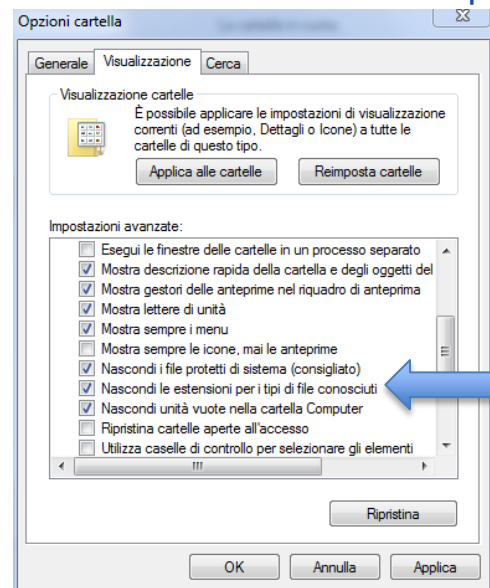 Opzioni cartella
Generale Visualizzazione Cerca
Visualizzazione cartelle
È possibile applicare le impostazioni di visualizzazione
correnti (ad esempio, Dettagli o Icone) a tutte le
cartelle di questo tipo.
Applica alle cartelle Reimposta cartelle
Impostazioni avanzate:
Esegui le finestre delle cartelle in un processo separato
Mostra descrizione rapida della cartella e degli oggetti del
Mostra gestori delle anteprime nel riquadro di anteprima
Mostra lettere di unità
Mostra sempre i menu
Mostra sempre le icone, mai le anteprime
Nascondi i file protetti di sistema (consigliato)
Nascondi le estensioni per i tipi di file conosciuti
Nascondi unità vuote nella cartella Computer
Ripristina cartelle aperte all'accesso
Utilizza caselle di controllo per selezionare gli elementi
Ripristina
OK Annulla Applica